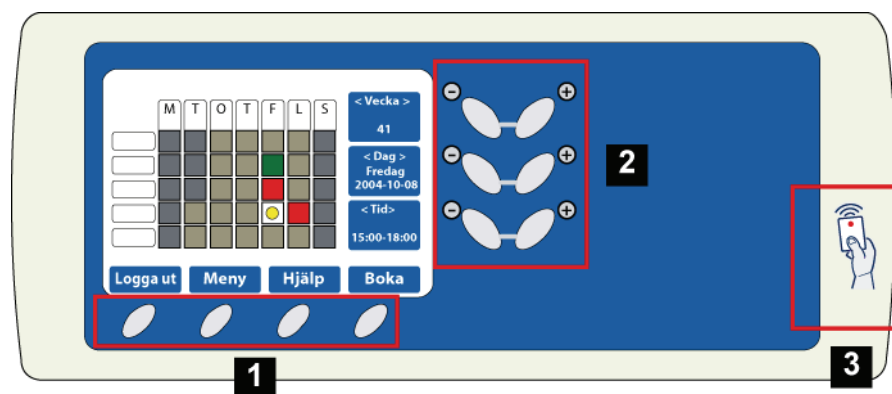 M T O T F L S
< Vecka >
41
< Dag >
Fredag
2004-10-08
< Tid>
15:00-18:00
Logga ut Meny Hjälp Boka
- +
- +
- +
1
2
3